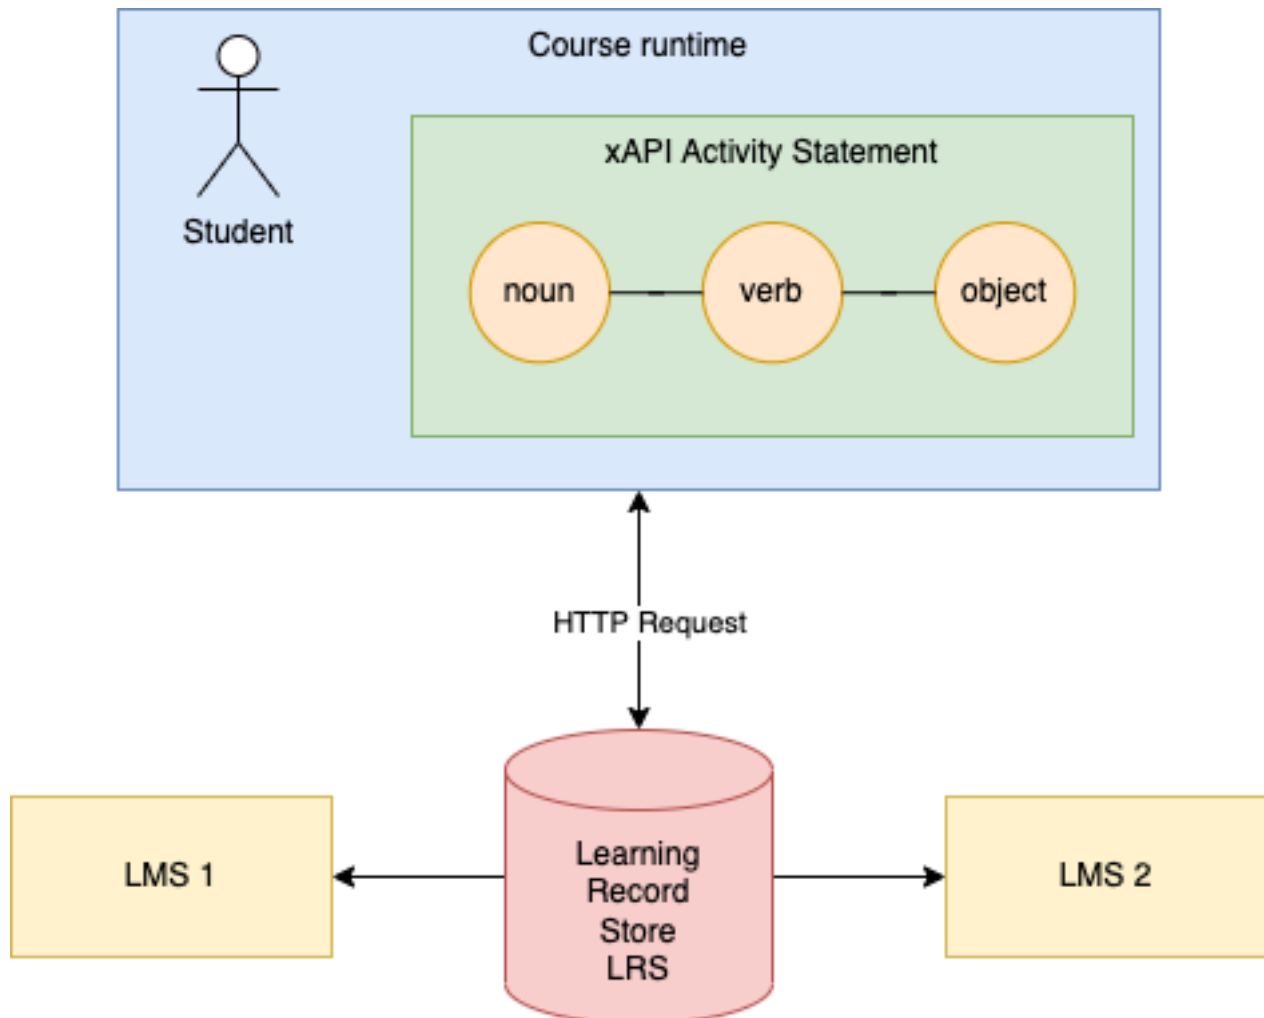 Course runtime
xAPI Activity Statement
Student
noun
verb
object
HTTP Request
LMS 1
Learning
Record
Store
LRS
LMS 2